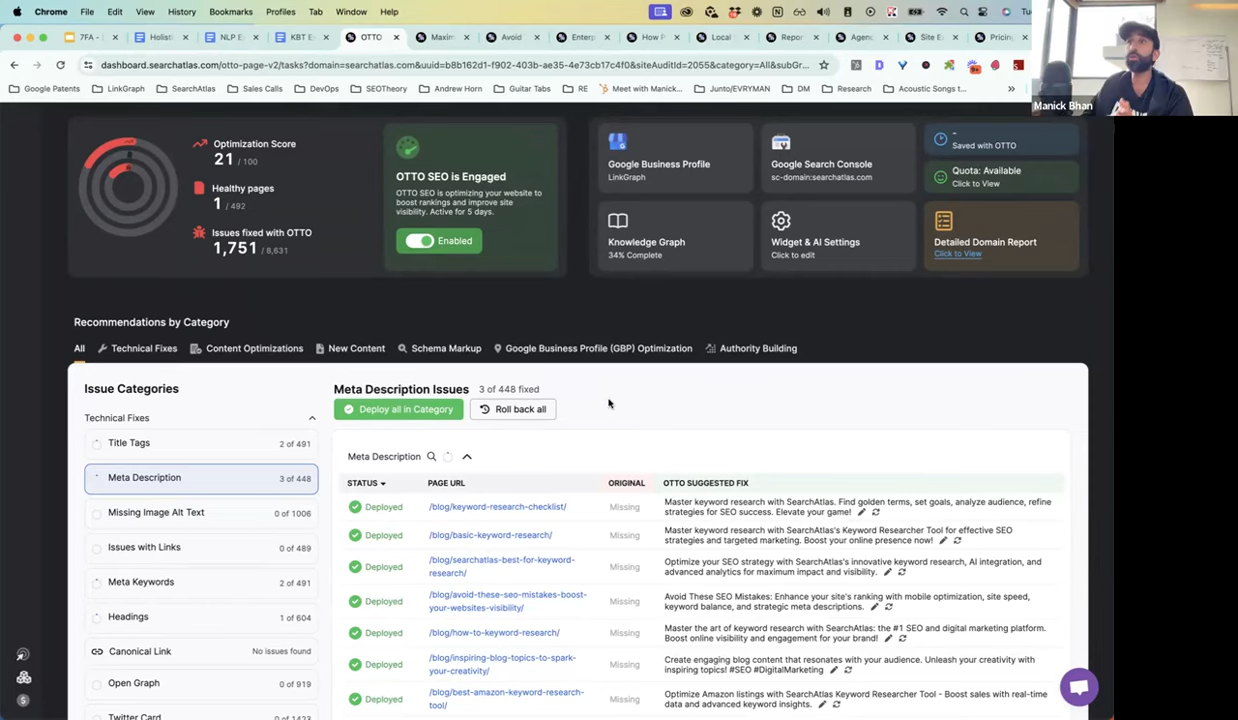 Chrome File Edit View History Bookmarks Profiles Tab Window Help
7FA - Holisti NLP E KBT E OTTO Maxim Avoid Enterp How P Local Repor Agenc Site E Pricing
dashboard.searchatlas.com/otto-page-v2/tasks?domain=searchatlas.com&uuid=b8b162d1-f902-403b-ae35-4e73cb17c4f0&siteAuditId=2055&category=All&subGr...
Google Patents LinkGraph SearchAtlas Sales Calls DevOps SEOTheory Andrew Horn Guitar Tabs RE Meet with Manick... Junto/EVRYMAN DM Research Acoustic Songs t...
Manick Bhan
Optimization Score
21 / 100
Healthy pages
1 / 492
Issues fixed with OTTO
1,751 / 8,631
OTTO SEO is Engaged
OTTO SEO is optimizing your website to
boost rankings and improve site
visibility. Active for 5 days.
Enabled
Google Business Profile
LinkGraph
Google Search Console
sc-domain:searchatlas.com
-
Saved with OTTO
Quota: Available
Click to View
Knowledge Graph
34% Complete
Widget & AI Settings
Click to edit
Detailed Domain Report
Click to View
Recommendations by Category
All Technical Fixes Content Optimizations New Content Schema Markup Google Business Profile (GBP) Optimization Authority Building
Issue Categories
Technical Fixes
Title Tags 2 of 491
Meta Description 3 of 448
Missing Image Alt Text 0 of 1006
Issues with Links 0 of 489
Meta Keywords 2 of 491
Headings 1 of 604
Canonical Link No issues found
Open Graph 0 of 919
Twitter Card 0 of 1423
Meta Description Issues 3 of 448 fixed
Deploy all in Category Roll back all
Meta Description
STATUS PAGE URL ORIGINAL OTTO SUGGESTED FIX
Deployed /blog/keyword-research-checklist/ Missing Master keyword research with SearchAtlas. Find golden terms, set goals, analyze audience, refine
strategies for SEO success. Elevate your game!
Deployed /blog/basic-keyword-research/ Missing Master keyword research with SearchAtlas's Keyword Researcher Tool for effective SEO
strategies and targeted marketing. Boost your online presence now!
Deployed /blog/searchatlas-best-for-keyword-
research/ Missing Optimize your SEO strategy with SearchAtlas's innovative keyword research, AI integration, and
advanced analytics for maximum impact and visibility.
Deployed /blog/avoid-these-seo-mistakes-boost-
your-websites-visibility/ Missing Avoid These SEO Mistakes: Enhance your site's ranking with mobile optimization, site speed,
keyword balance, and strategic meta descriptions.
Deployed /blog/how-to-keyword-research/ Missing Master the art of keyword research with SearchAtlas: the #1 SEO and digital marketing platform.
Boost online visibility and engagement for your brand!
Deployed /blog/inspiring-blog-topics-to-spark-
your-creativity/ Missing Create engaging blog content that resonates with your audience. Unleash your creativity with
inspiring topics! #SEO #DigitalMarketing
Deployed /blog/best-amazon-keyword-research-
tool/ Missing Optimize Amazon listings with SearchAtlas Keyword Researcher Tool - Boost sales with real-time
data and advanced keyword insights.